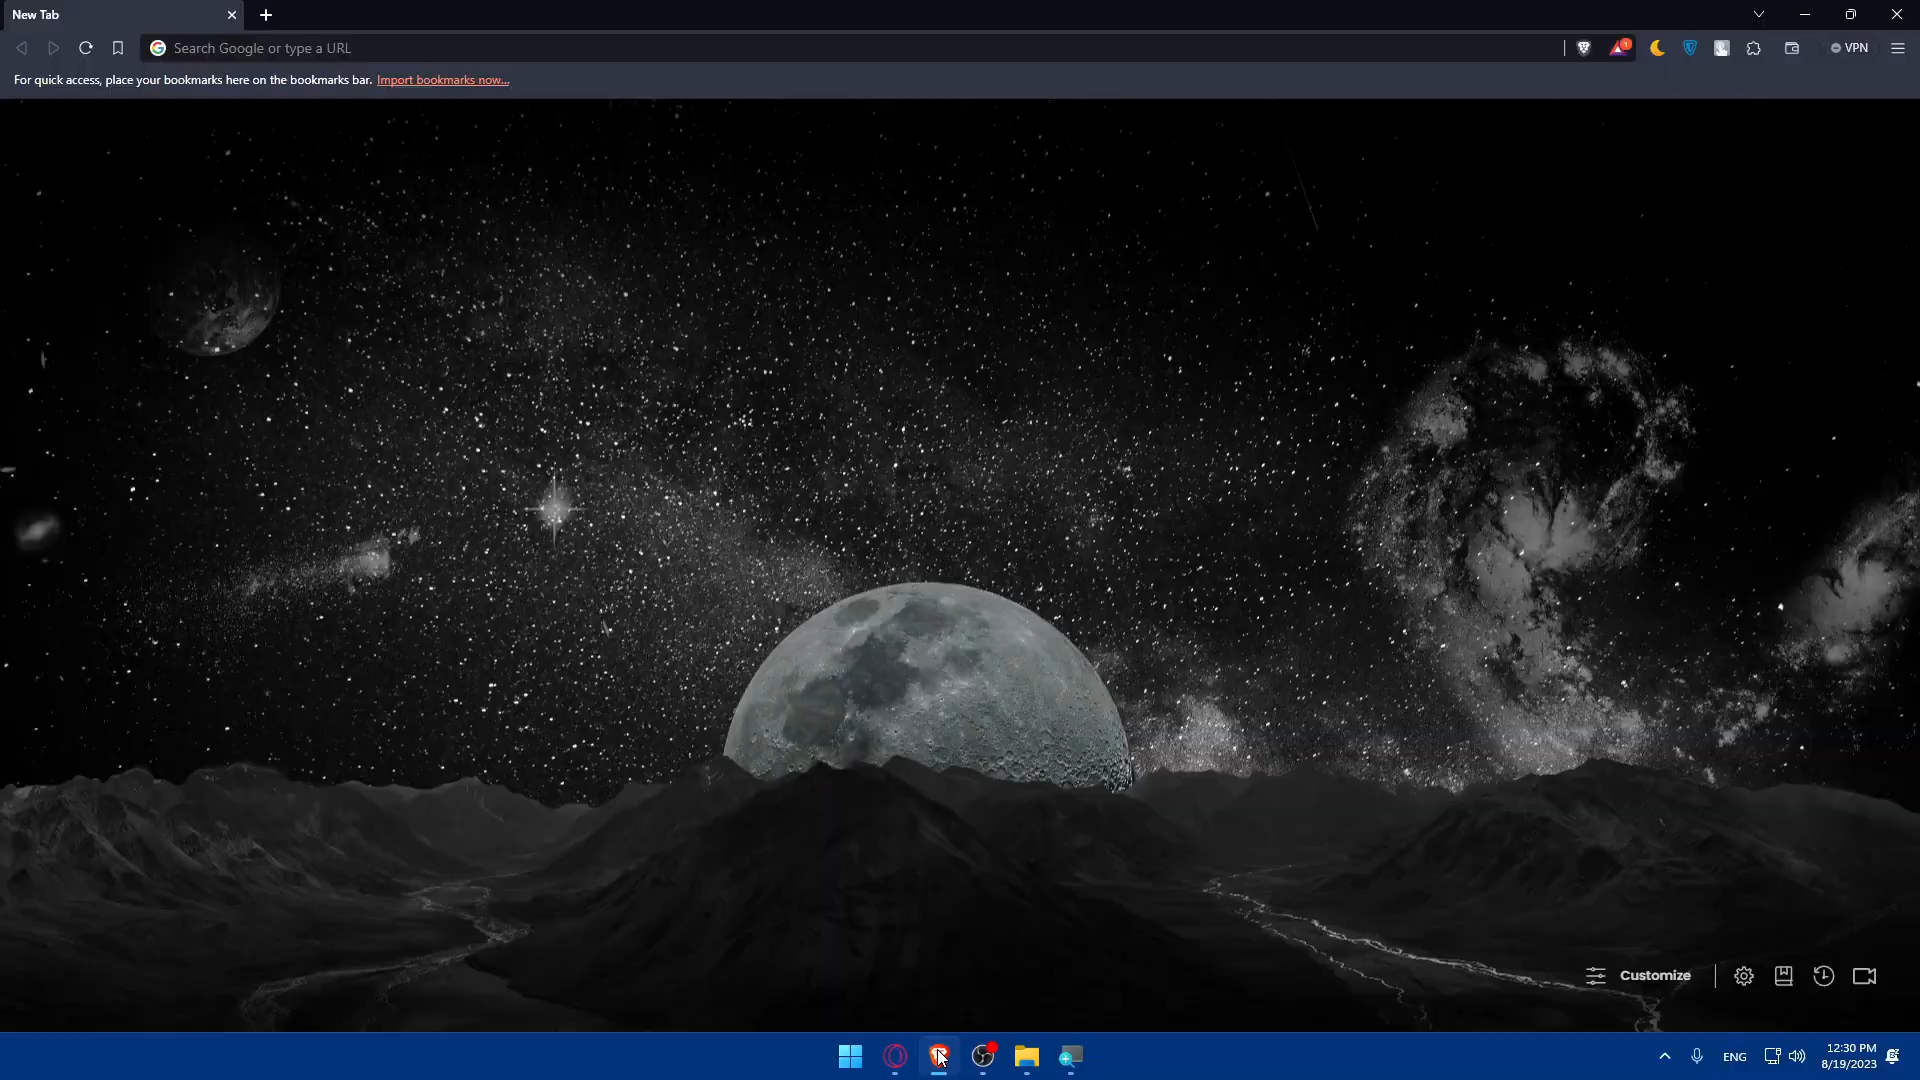 New Tab
Search Google or type a URL
1
VPN
For quick access, place your bookmarks here on the bookmarks bar. Import bookmarks now...
Customize
ENG
12:30 PM
8/19/2023